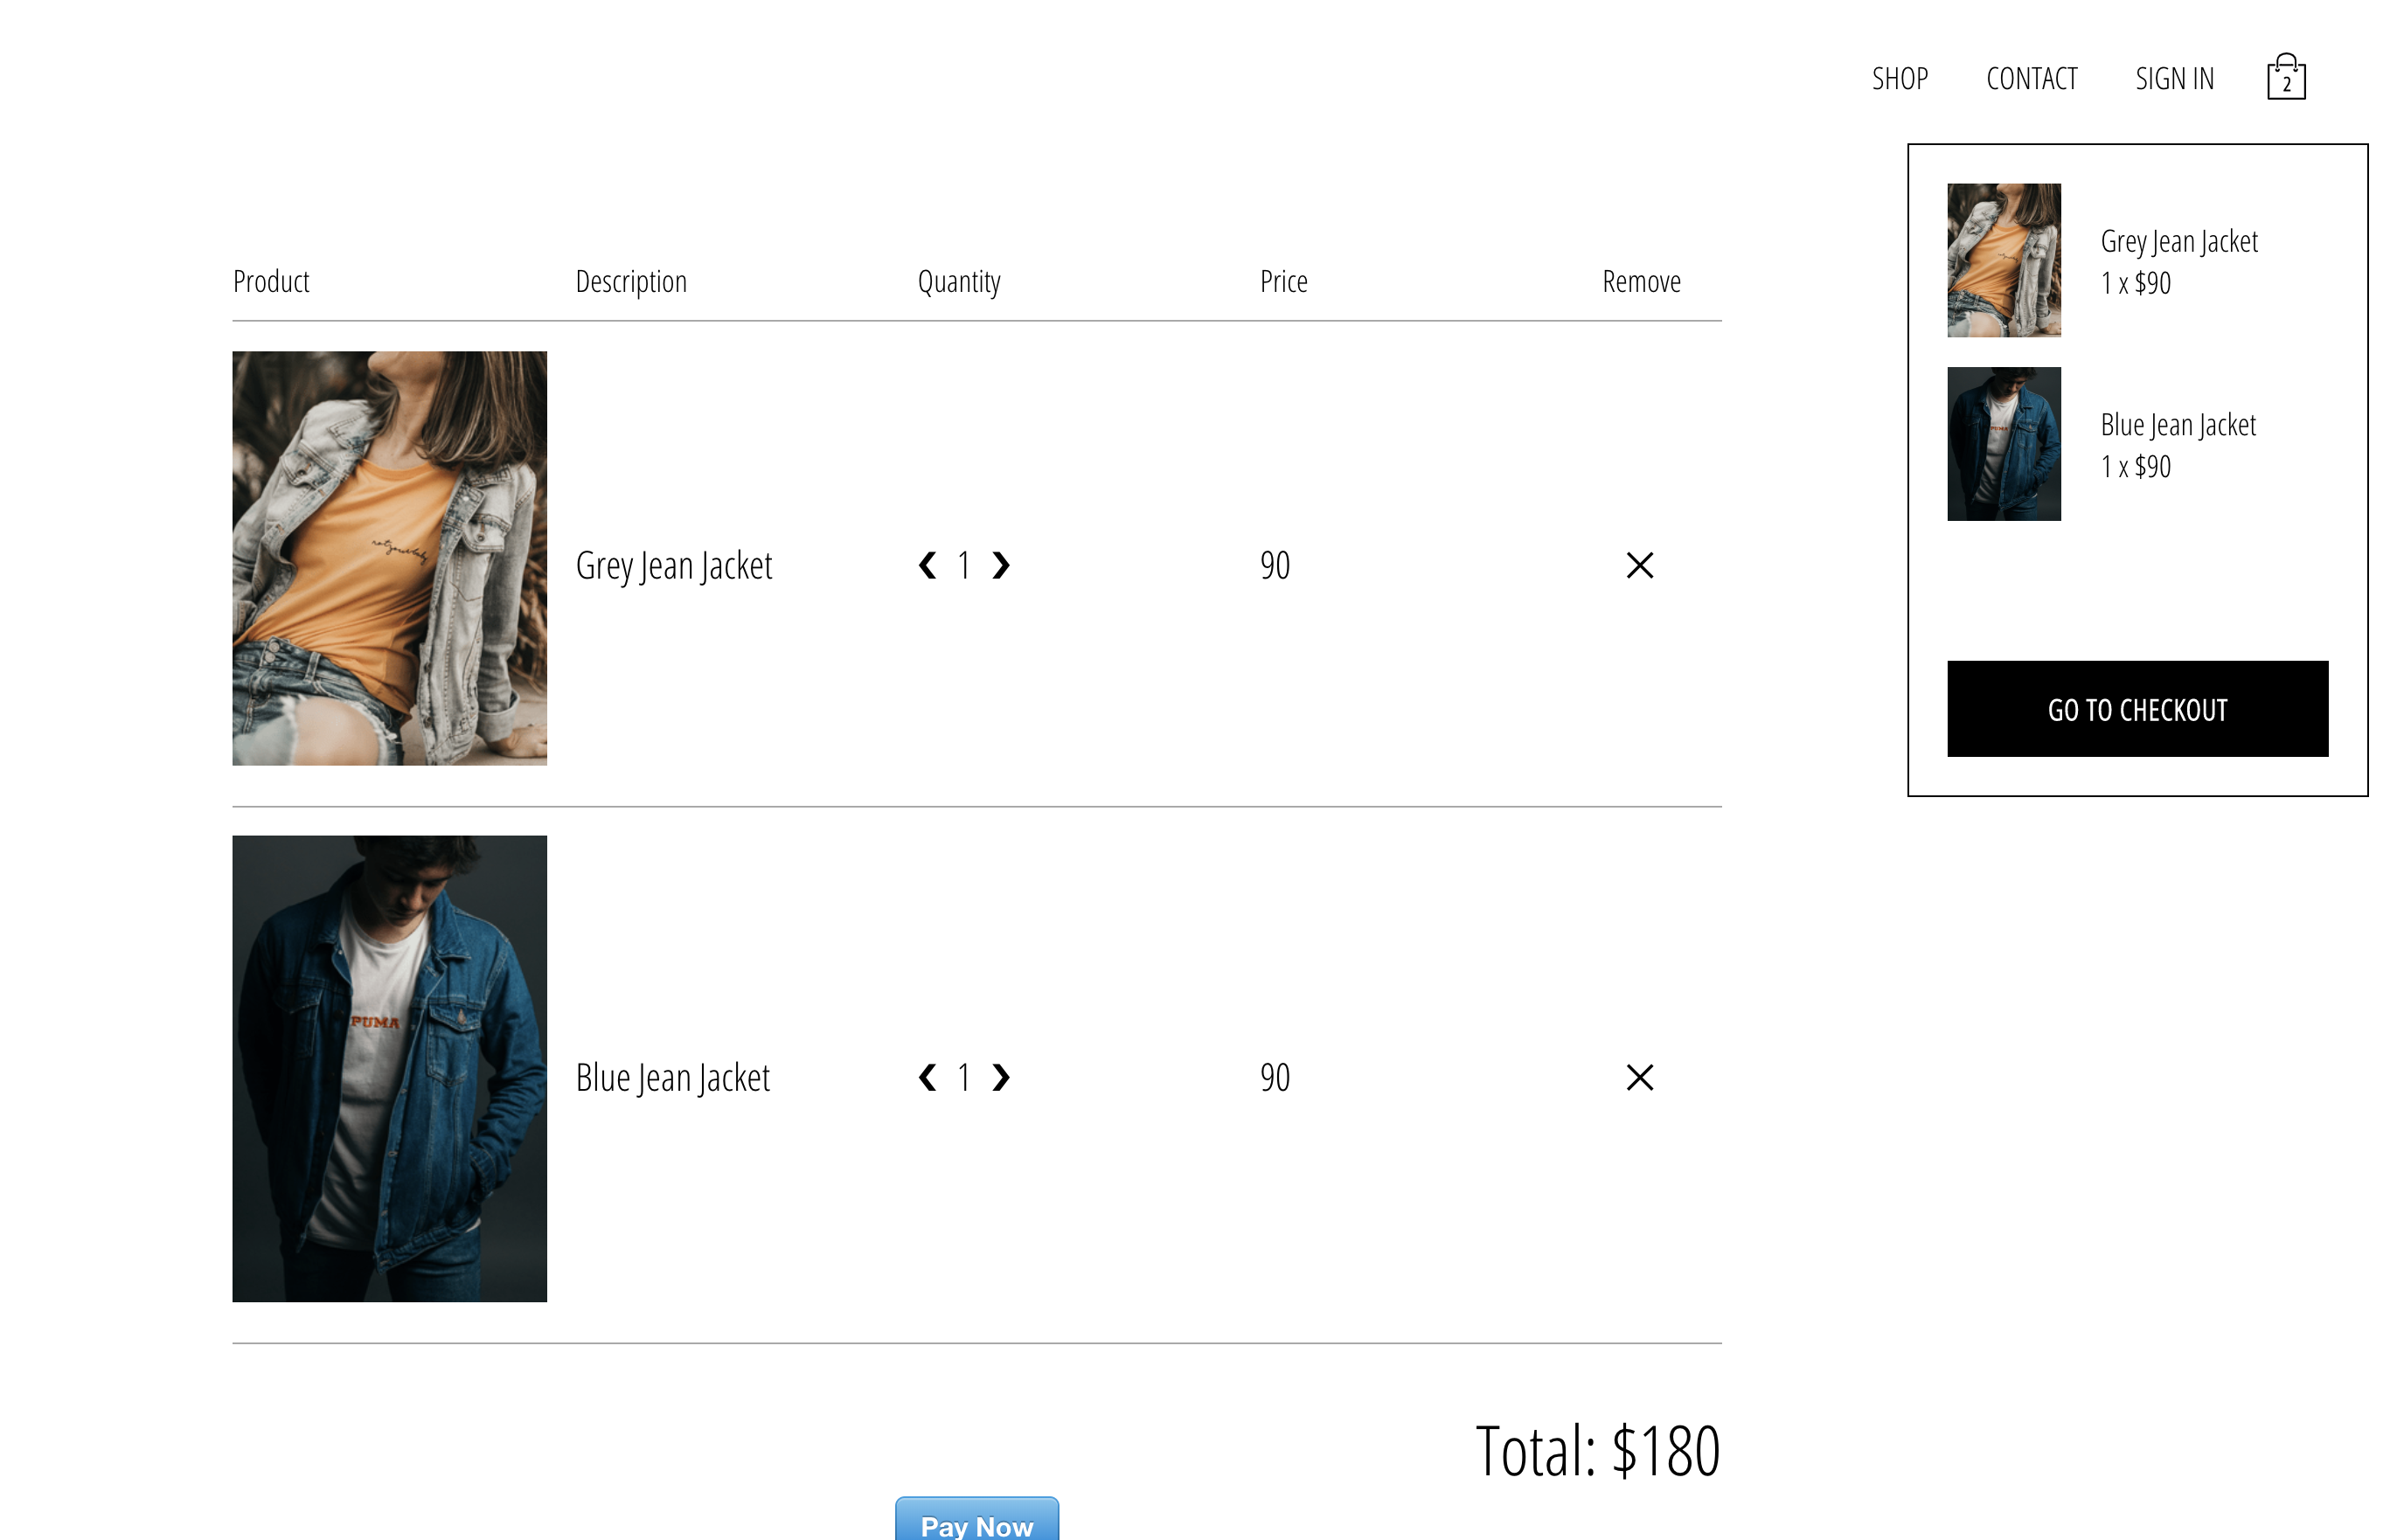 SHOP CONTACT SIGN IN 2
Product Description Quantity Price Remove
Grey Jean Jacket ❮ 1 ❯ 90 ✕
PUMA
Blue Jean Jacket ❮ 1 ❯ 90 ✕
Total: $180
Pay Now
Grey Jean Jacket
1 x $90
Blue Jean Jacket
1 x $90
GO TO CHECKOUT